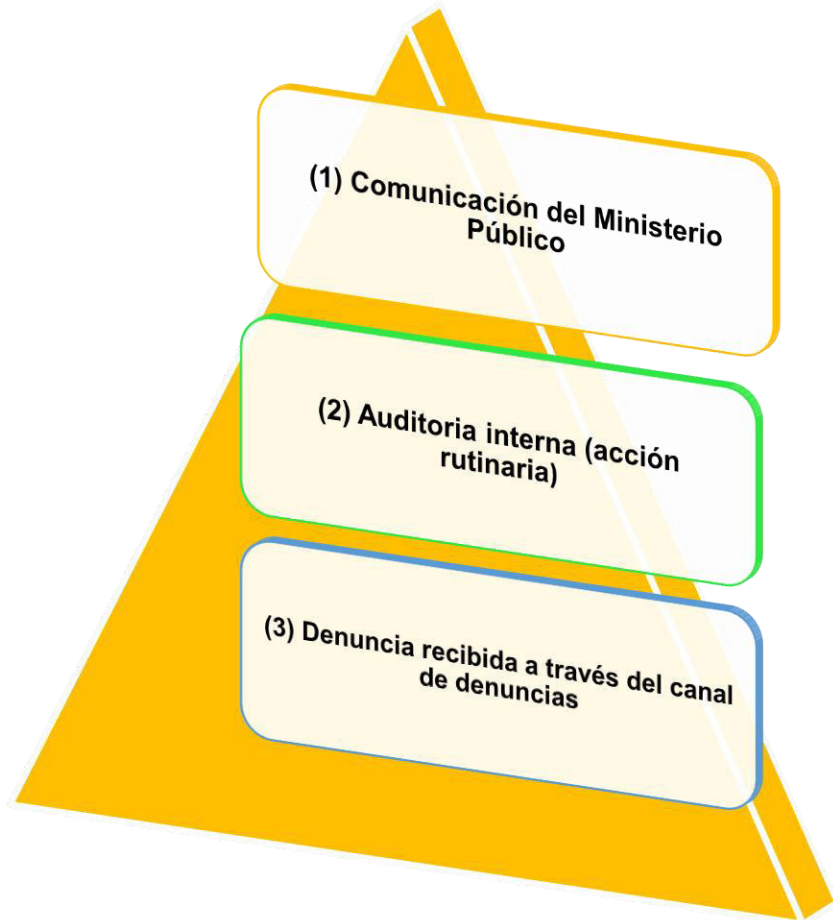 (1) Comunicación del Ministerio
Público
(2) Auditoria interna (acción
rutinaria)
(3) Denuncia recibida a través del canal
de denuncias